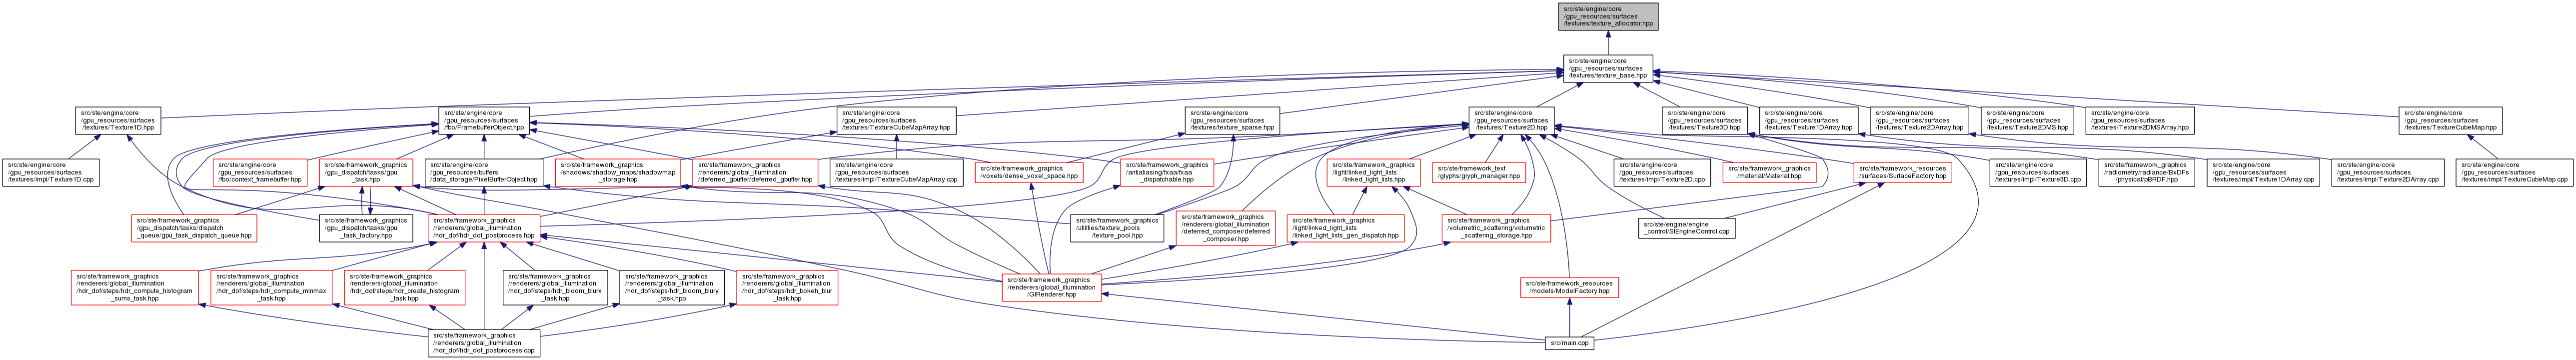 src/ste/engine/core
/gpu_resources/surfaces
/textures/texture_allocator.hpp
src/ste/engine/core
/gpu_resources/surfaces
/textures/texture_base.hpp
src/ste/engine/core
/gpu_resources/surfaces
/textures/Texture1D.hpp
src/ste/engine/core
/gpu_resources/surfaces
/fbo/FramebufferObject.hpp
src/ste/engine/core
/gpu_resources/surfaces
/textures/TextureCubeMapArray.hpp
src/ste/engine/core
/gpu_resources/surfaces
/textures/texture_sparse.hpp
src/ste/engine/core
/gpu_resources/surfaces
/textures/Texture2D.hpp
src/ste/engine/core
/gpu_resources/surfaces
/textures/Texture3D.hpp
src/ste/engine/core
/gpu_resources/surfaces
/textures/Texture1DArray.hpp
src/ste/engine/core
/gpu_resources/surfaces
/textures/Texture2DArray.hpp
src/ste/engine/core
/gpu_resources/surfaces
/textures/Texture2DMS.hpp
src/ste/engine/core
/gpu_resources/surfaces
/textures/Texture2DMSArray.hpp
src/ste/engine/core
/gpu_resources/surfaces
/textures/TextureCubeMap.hpp
src/ste/engine/core
/gpu_resources/surfaces
/textures/impl/Texture1D.cpp
src/ste/engine/core
/gpu_resources/surfaces
/fbo/context_framebuffer.hpp
src/ste/framework_graphics
/gpu_dispatch/tasks/gpu
_task.hpp
src/ste/engine/core
/gpu_resources/buffers
/data_storage/PixelBufferObject.hpp
src/ste/framework_graphics
/shadows/shadow_maps/shadowmap
_storage.hpp
src/ste/framework_graphics
/renderers/global_illumination
/deferred_gbuffer/deferred_gbuffer.hpp
src/ste/engine/core
/gpu_resources/surfaces
/textures/impl/TextureCubeMapArray.cpp
src/ste/framework_graphics
/voxels/dense_voxel_space.hpp
src/ste/framework_graphics
/antialiasing/fxaa/fxaa
_dispatchable.hpp
src/ste/framework_graphics
/light/linked_light_lists
/linked_light_lists.hpp
src/ste/framework_text
/glyphs/glyph_manager.hpp
src/ste/engine/core
/gpu_resources/surfaces
/textures/impl/Texture2D.cpp
src/ste/framework_graphics
/material/Material.hpp
src/ste/framework_resources
/surfaces/SurfaceFactory.hpp
src/ste/engine/core
/gpu_resources/surfaces
/textures/impl/Texture3D.cpp
src/ste/framework_graphics
/radiometry/radiance/BxDFs
/physical/pBRDF.hpp
src/ste/engine/core
/gpu_resources/surfaces
/textures/impl/Texture1DArray.cpp
src/ste/engine/core
/gpu_resources/surfaces
/textures/impl/Texture2DArray.cpp
src/ste/engine/core
/gpu_resources/surfaces
/textures/impl/TextureCubeMap.cpp
src/ste/framework_graphics
/gpu_dispatch/tasks/dispatch
_queue/gpu_task_dispatch_queue.hpp
src/ste/framework_graphics
/gpu_dispatch/tasks/gpu
_task_factory.hpp
src/ste/framework_graphics
/renderers/global_illumination
/hdr_dof/hdr_dof_postprocess.hpp
src/ste/framework_graphics
/utilities/texture_pools
/texture_pool.hpp
src/ste/framework_graphics
/renderers/global_illumination
/deferred_composer/deferred
_composer.hpp
src/ste/framework_graphics
/light/linked_light_lists
/linked_light_lists_gen_dispatch.hpp
src/ste/framework_graphics
/volumetric_scattering/volumetric
_scattering_storage.hpp
src/ste/engine/engine
_control/StEngineControl.cpp
src/ste/framework_graphics
/renderers/global_illumination
/hdr_dof/steps/hdr_compute_histogram
_sums_task.hpp
src/ste/framework_graphics
/renderers/global_illumination
/hdr_dof/steps/hdr_compute_minmax
_task.hpp
src/ste/framework_graphics
/renderers/global_illumination
/hdr_dof/steps/hdr_create_histogram
_task.hpp
src/ste/framework_graphics
/renderers/global_illumination
/hdr_dof/steps/hdr_bloom_blurx
_task.hpp
src/ste/framework_graphics
/renderers/global_illumination
/hdr_dof/steps/hdr_bloom_blury
_task.hpp
src/ste/framework_graphics
/renderers/global_illumination
/hdr_dof/steps/hdr_bokeh_blur
_task.hpp
src/ste/framework_graphics
/renderers/global_illumination
/GIRenderer.hpp
src/ste/framework_resources
/models/ModelFactory.hpp
src/ste/framework_graphics
/renderers/global_illumination
/hdr_dof/hdr_dof_postprocess.cpp
src/main.cpp